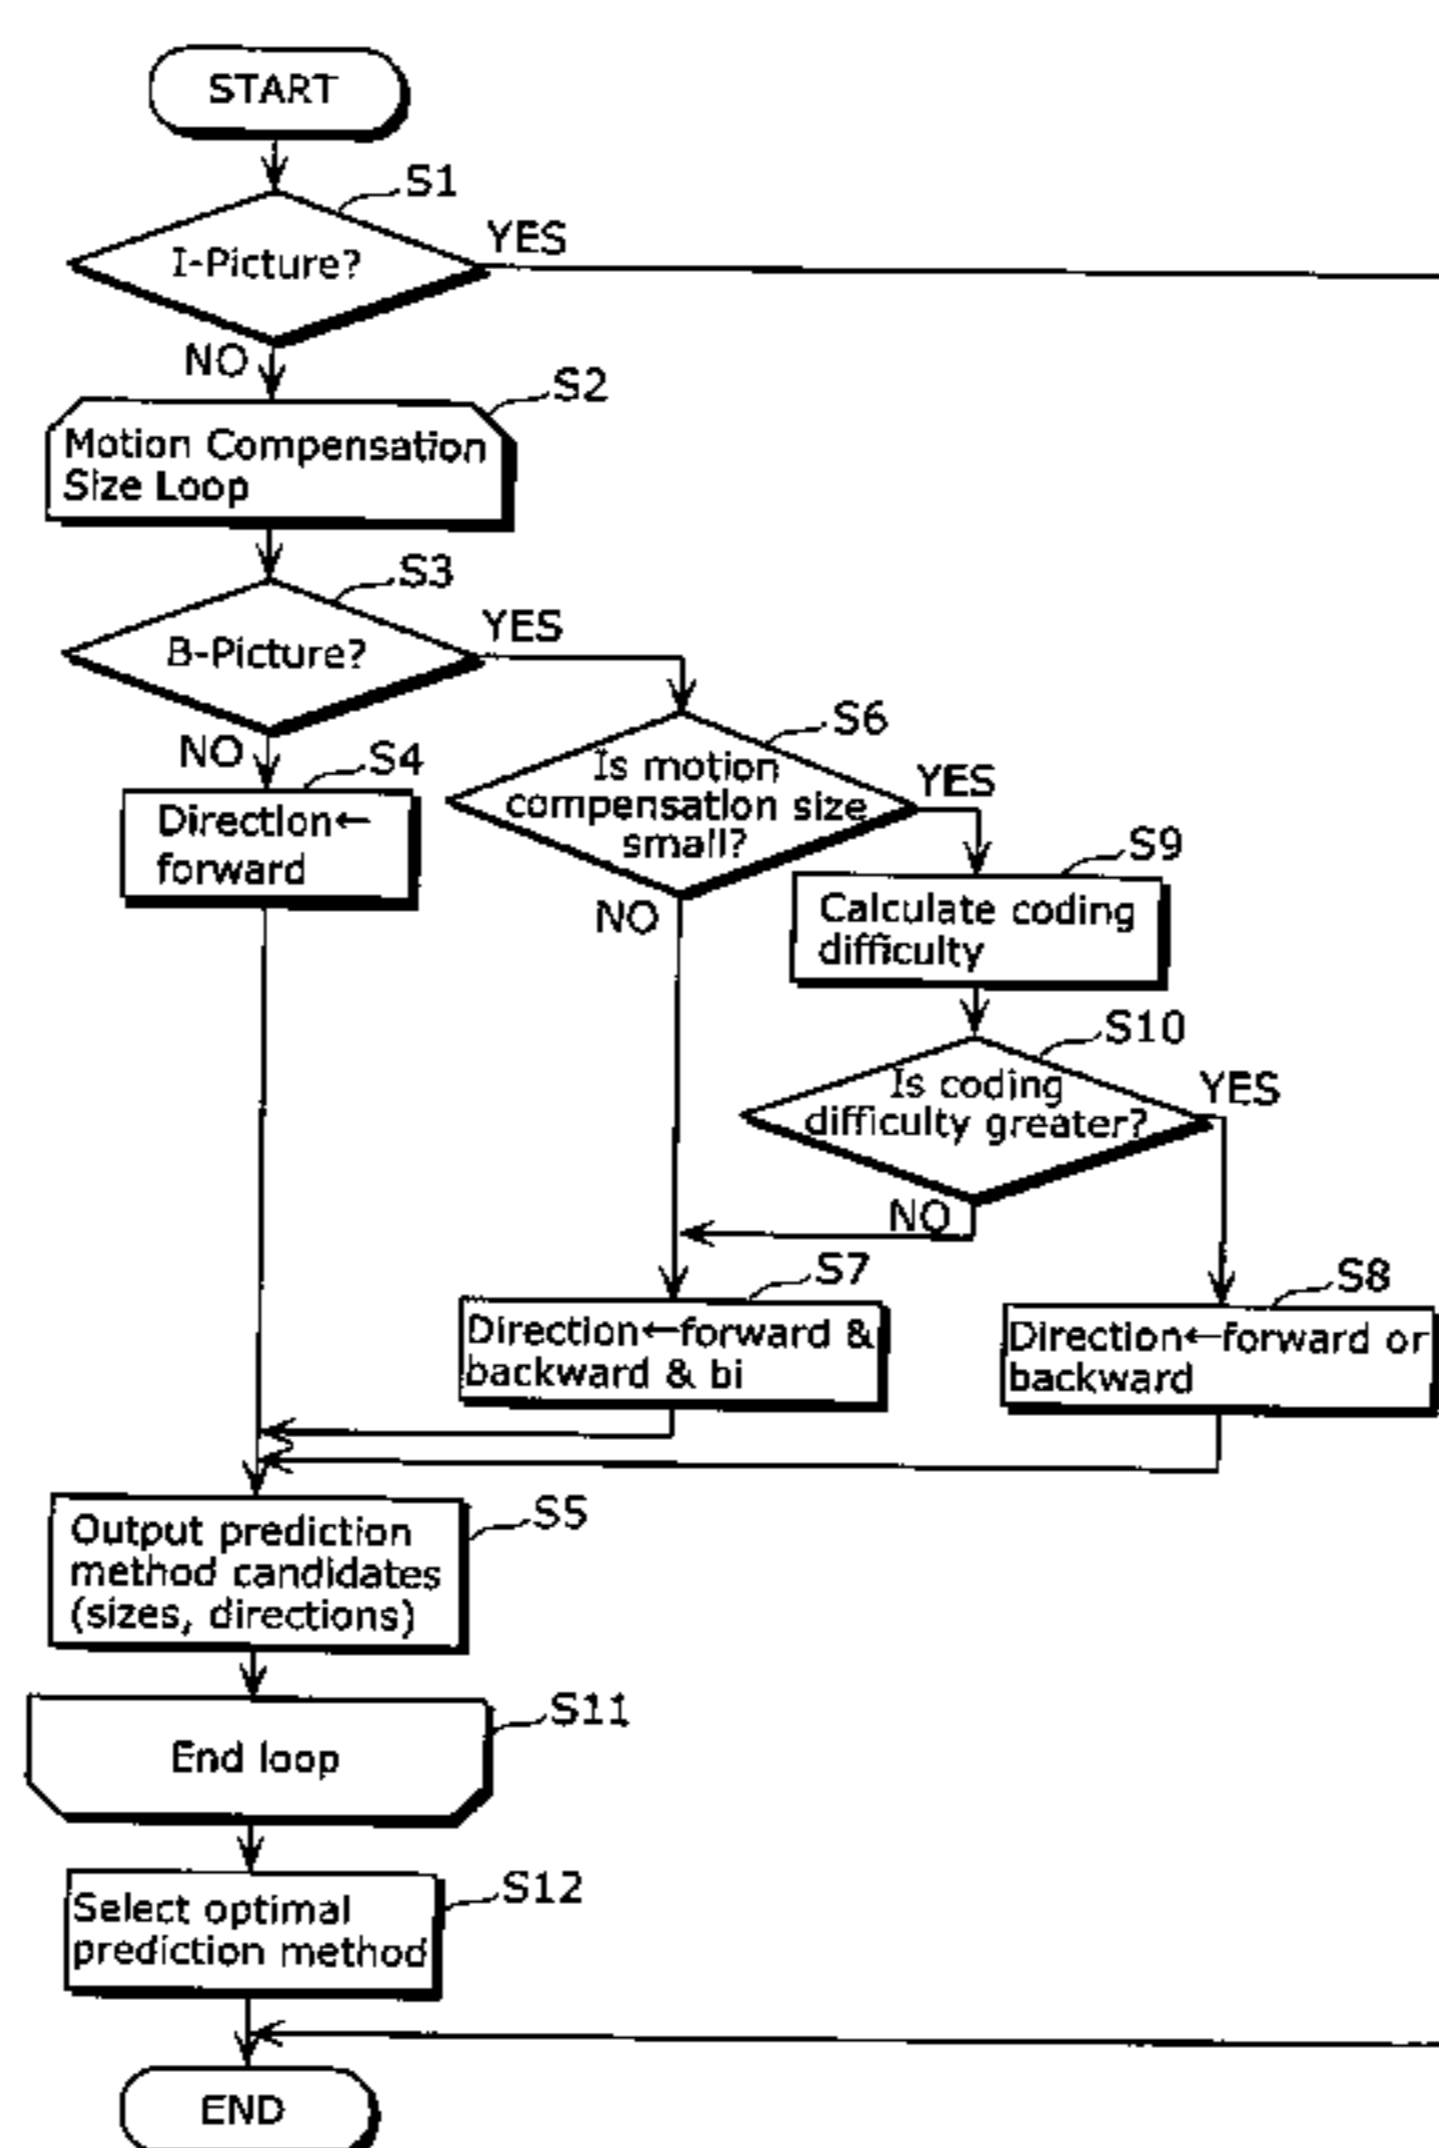 START
S1
I-Picture?
YES
NO
S2
Motion Compensation
Size Loop
S3
B-Picture?
YES
NO
S4
Direction←
forward
S6
Is motion
compensation size
small?
YES
NO
S9
Calculate coding
difficulty
S10
Is coding
difficulty greater?
YES
NO
S7
Direction←forward &
backward & bi
S8
Direction←forward or
backward
S5
Output prediction
method candidates
(sizes, directions)
S11
End loop
S12
Select optimal
prediction method
END